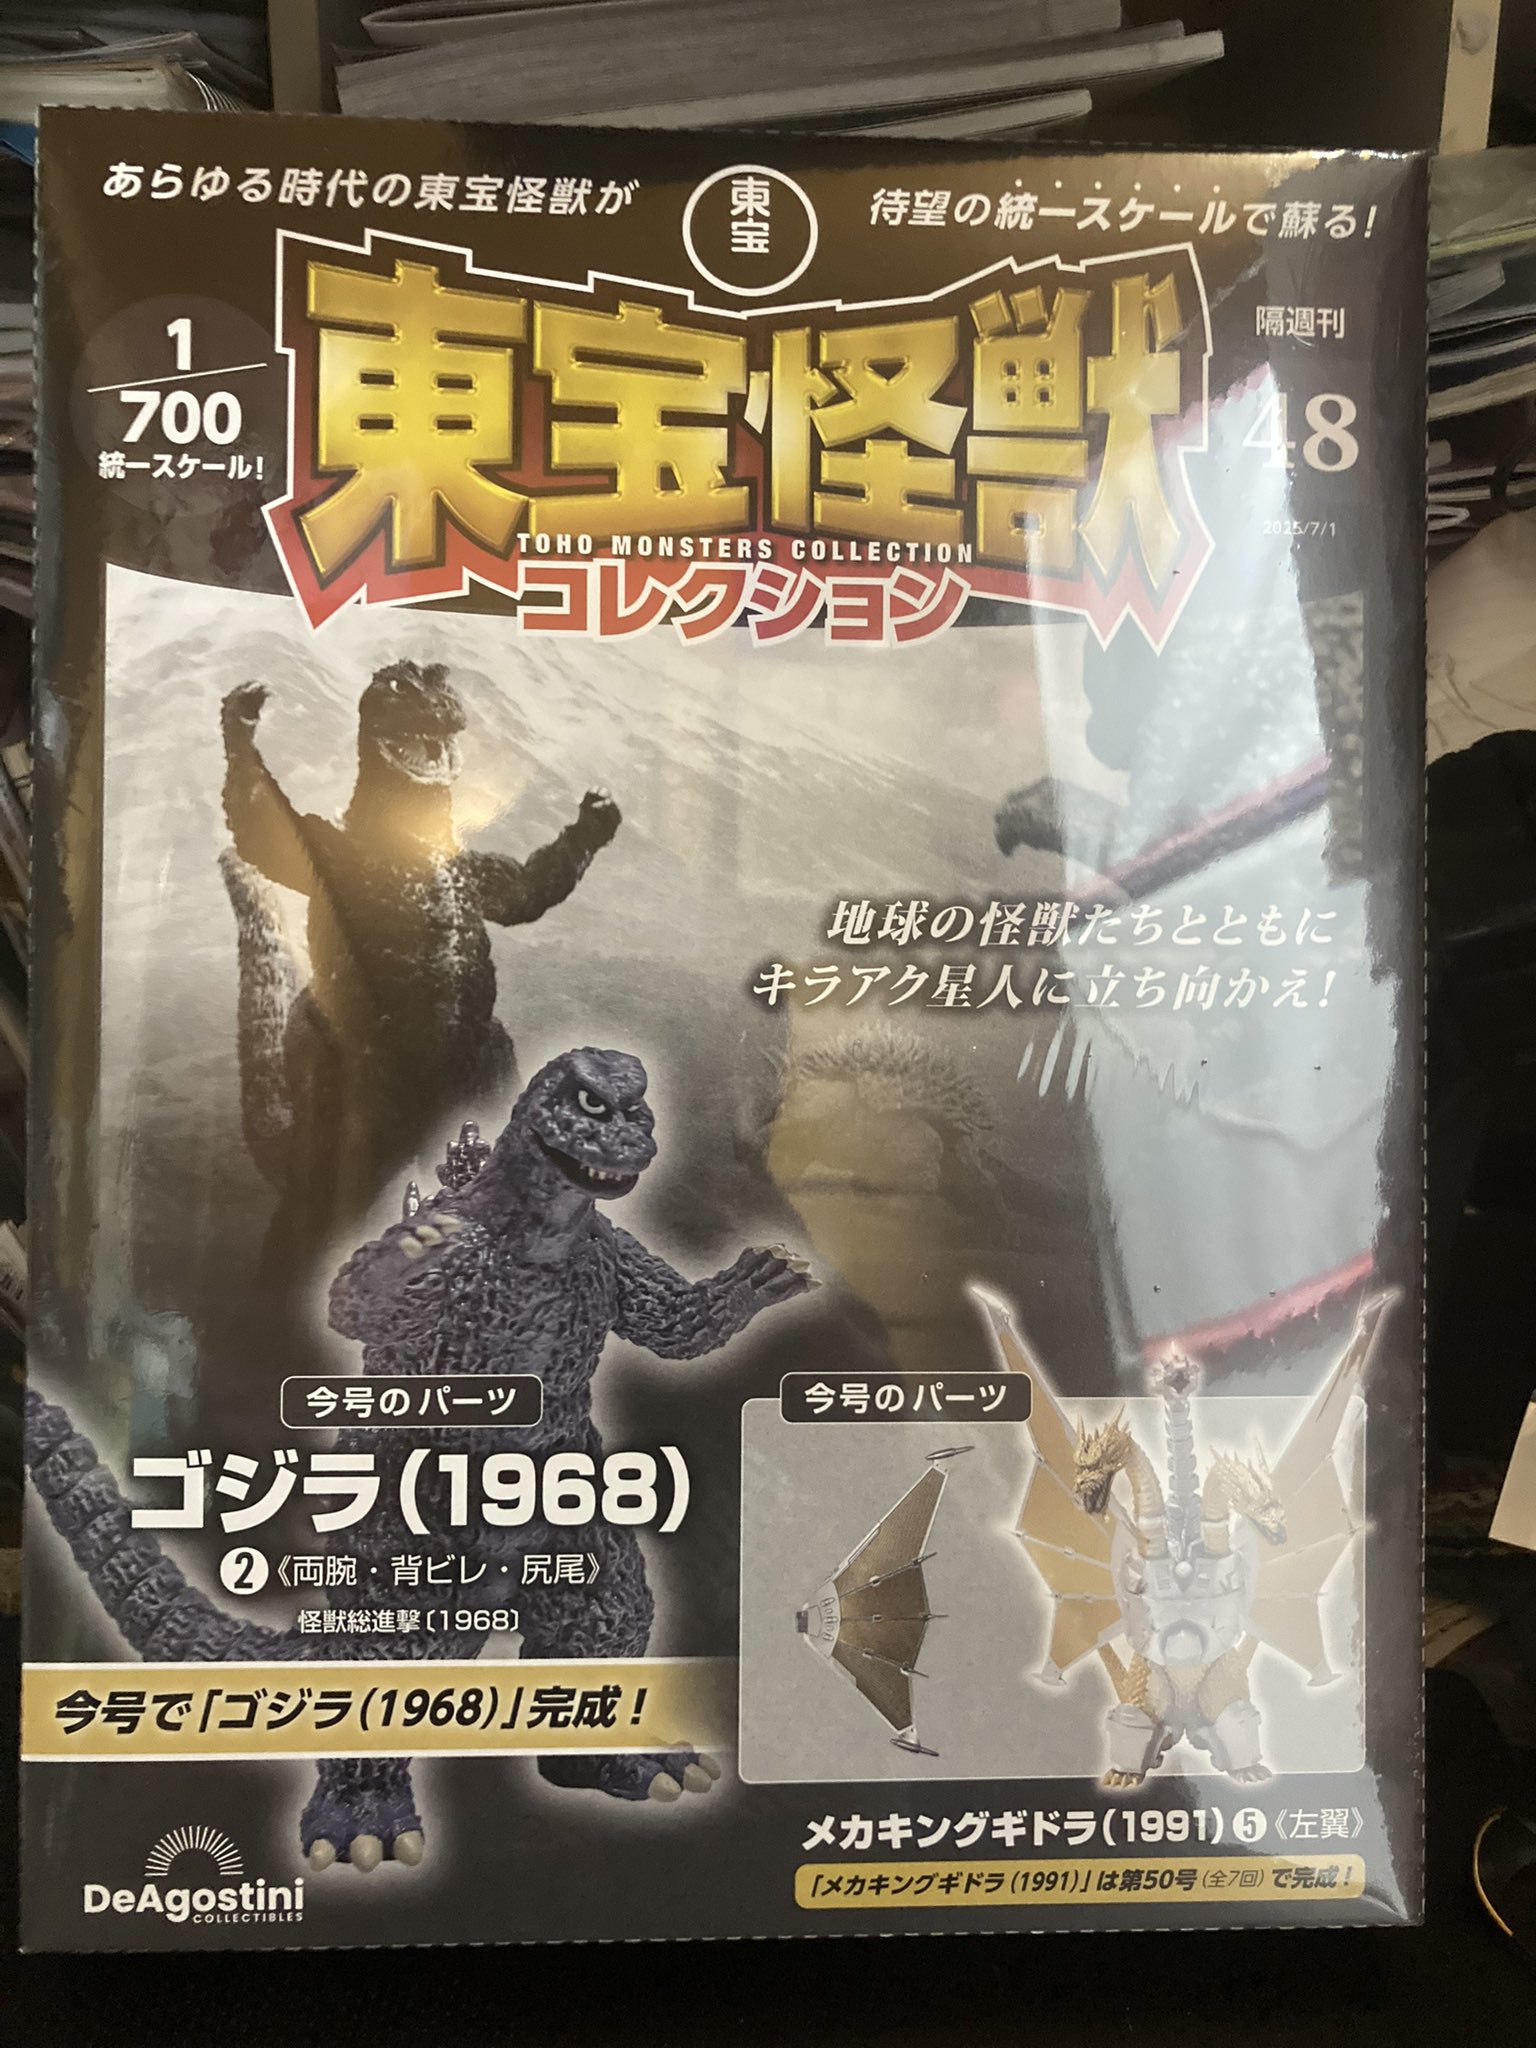 あらゆる時代の東宝怪獣が
東宝
待望の統一スケールで蘇る!
1/700
統一スケール!
東宝怪獣
TOHO MONSTERS COLLECTION
コレクション
隔週刊
48
2025/7/1
地球の怪獣たちとともに
キラアク星人に立ち向かえ!
今号のパーツ
ゴジラ(1968)
❷《両腕・背ビレ・尻尾》
怪獣総進撃〔1968〕
今号で「ゴジラ(1968)」完成!
今号のパーツ
メカキングギドラ(1991)❺《左翼》
「メカキングギドラ(1991)」は第50号(全7回)で完成!
DeAgostini
COLLECTIBLES